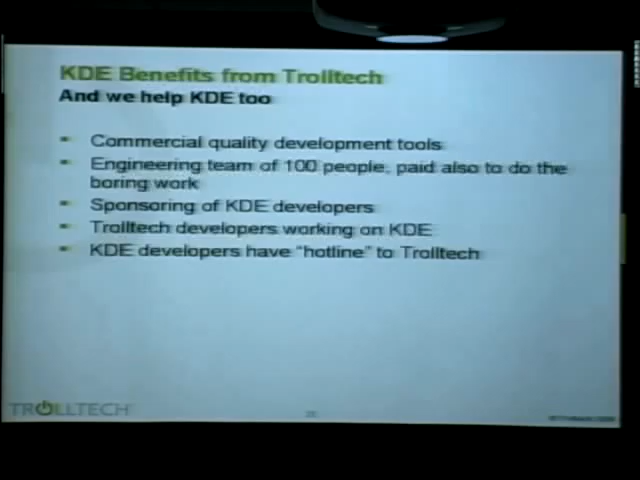 KDE Benefits from Trolltech
And we help KDE too
Commercial quality development tools
Engineering team of 100 people, paid also to do the
boring work
Sponsoring of KDE developers
Trolltech developers working on KDE
KDE developers have "hotline" to Trolltech
TROLLTECH